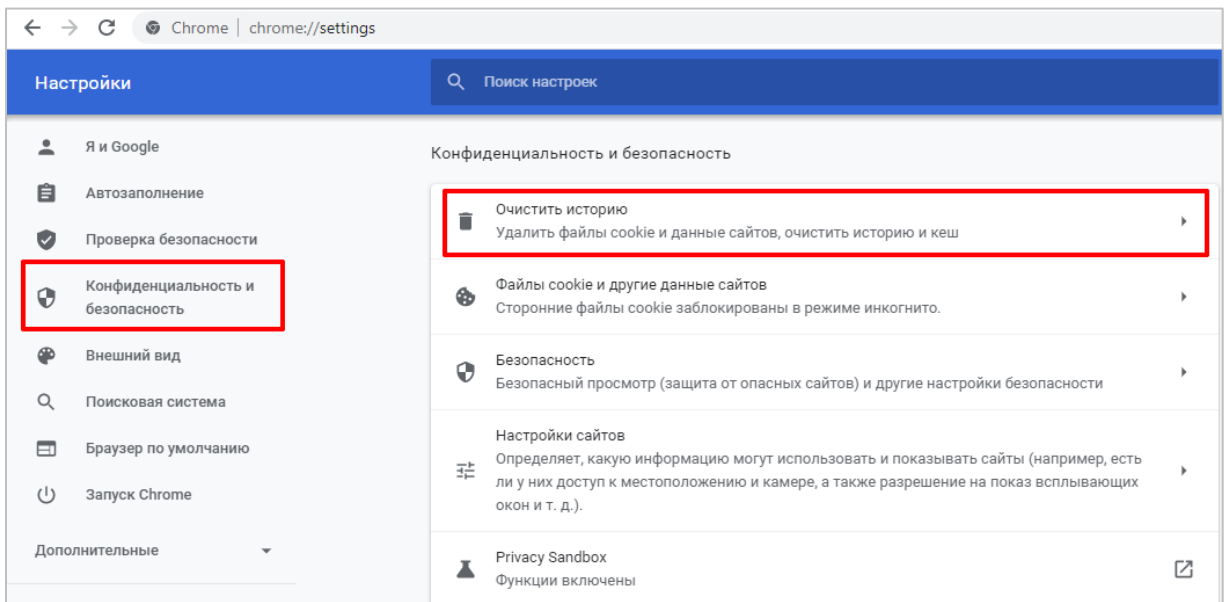 Chrome | chrome://settings
Настройки
Поиск настроек
Я и Google
Автозаполнение
Проверка безопасности
Конфиденциальность и
безопасность
Внешний вид
Поисковая система
Браузер по умолчанию
Запуск Chrome
Дополнительные
Конфиденциальность и безопасность
Очистить историю
Удалить файлы cookie и данные сайтов, очистить историю и кеш
Файлы cookie и другие данные сайтов
Сторонние файлы cookie заблокированы в режиме инкогнито.
Безопасность
Безопасный просмотр (защита от опасных сайтов) и другие настройки безопасности
Настройки сайтов
Определяет, какую информацию могут использовать и показывать сайты (например, есть
ли у них доступ к местоположению и камере, а также разрешение на показ всплывающих
окон и т. д.).
Privacy Sandbox
Функции включены